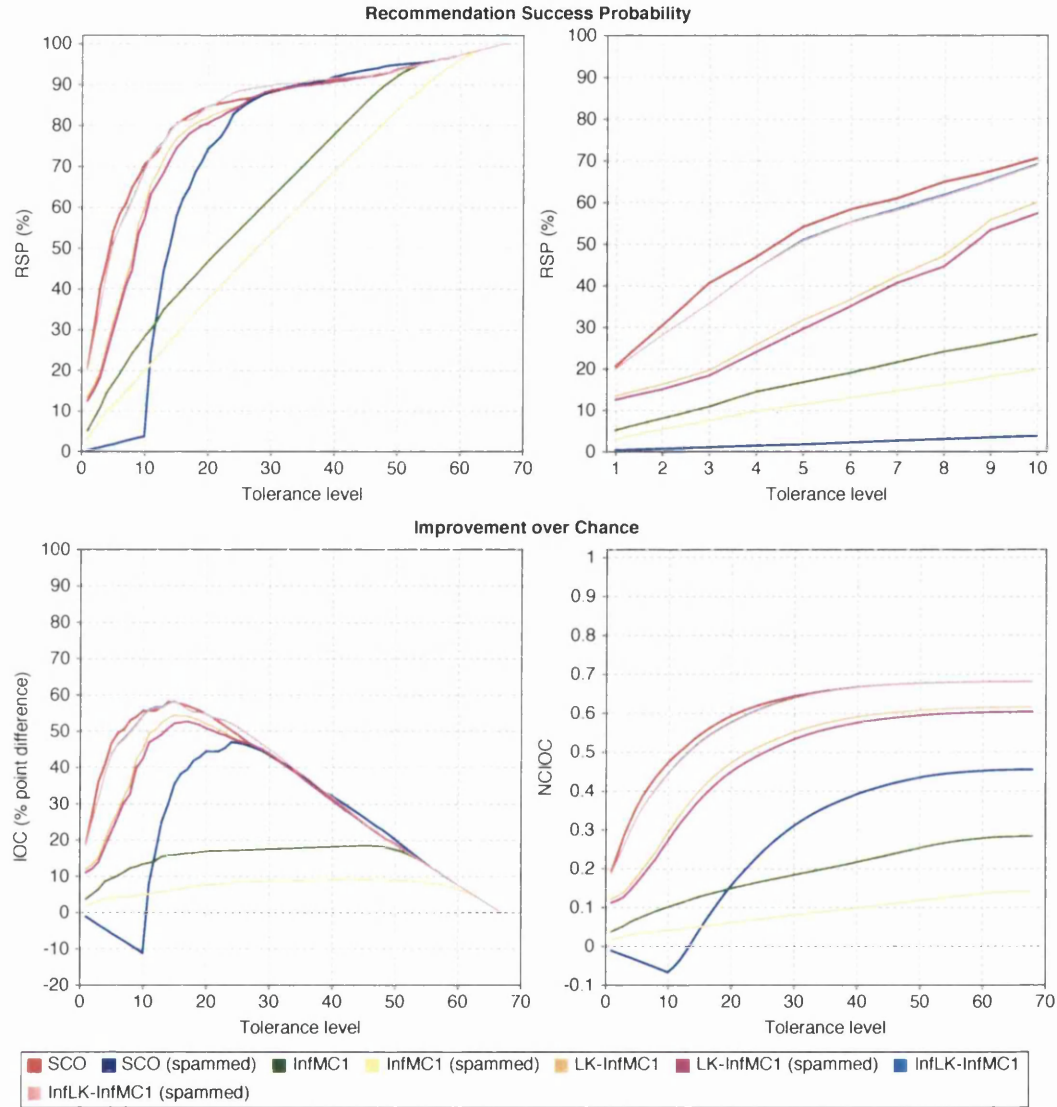 Recommendation Success Probability
RSP (%)
100
90
80
70
60
50
40
30
20
10
0
0 10 20 30 40 50 60 70
Tolerance level
RSP (%)
100
90
80
70
60
50
40
30
20
10
0
1 2 3 4 5 6 7 8 9 10
Tolerance level
Improvement over Chance
IOC (% point difference)
100
90
80
70
60
50
40
30
20
10
0
-10
-20
0 10 20 30 40 50 60 70
Tolerance level
NCIOC
1
0.9
0.8
0.7
0.6
0.5
0.4
0.3
0.2
0.1
0
-0.1
0 10 20 30 40 50 60 70
Tolerance level
SCO SCO (spammed) InfMC1 InfMC1 (spammed) LK-InfMC1 LK-InfMC1 (spammed) InfLK-InfMC1
InfLK-InfMC1 (spammed)